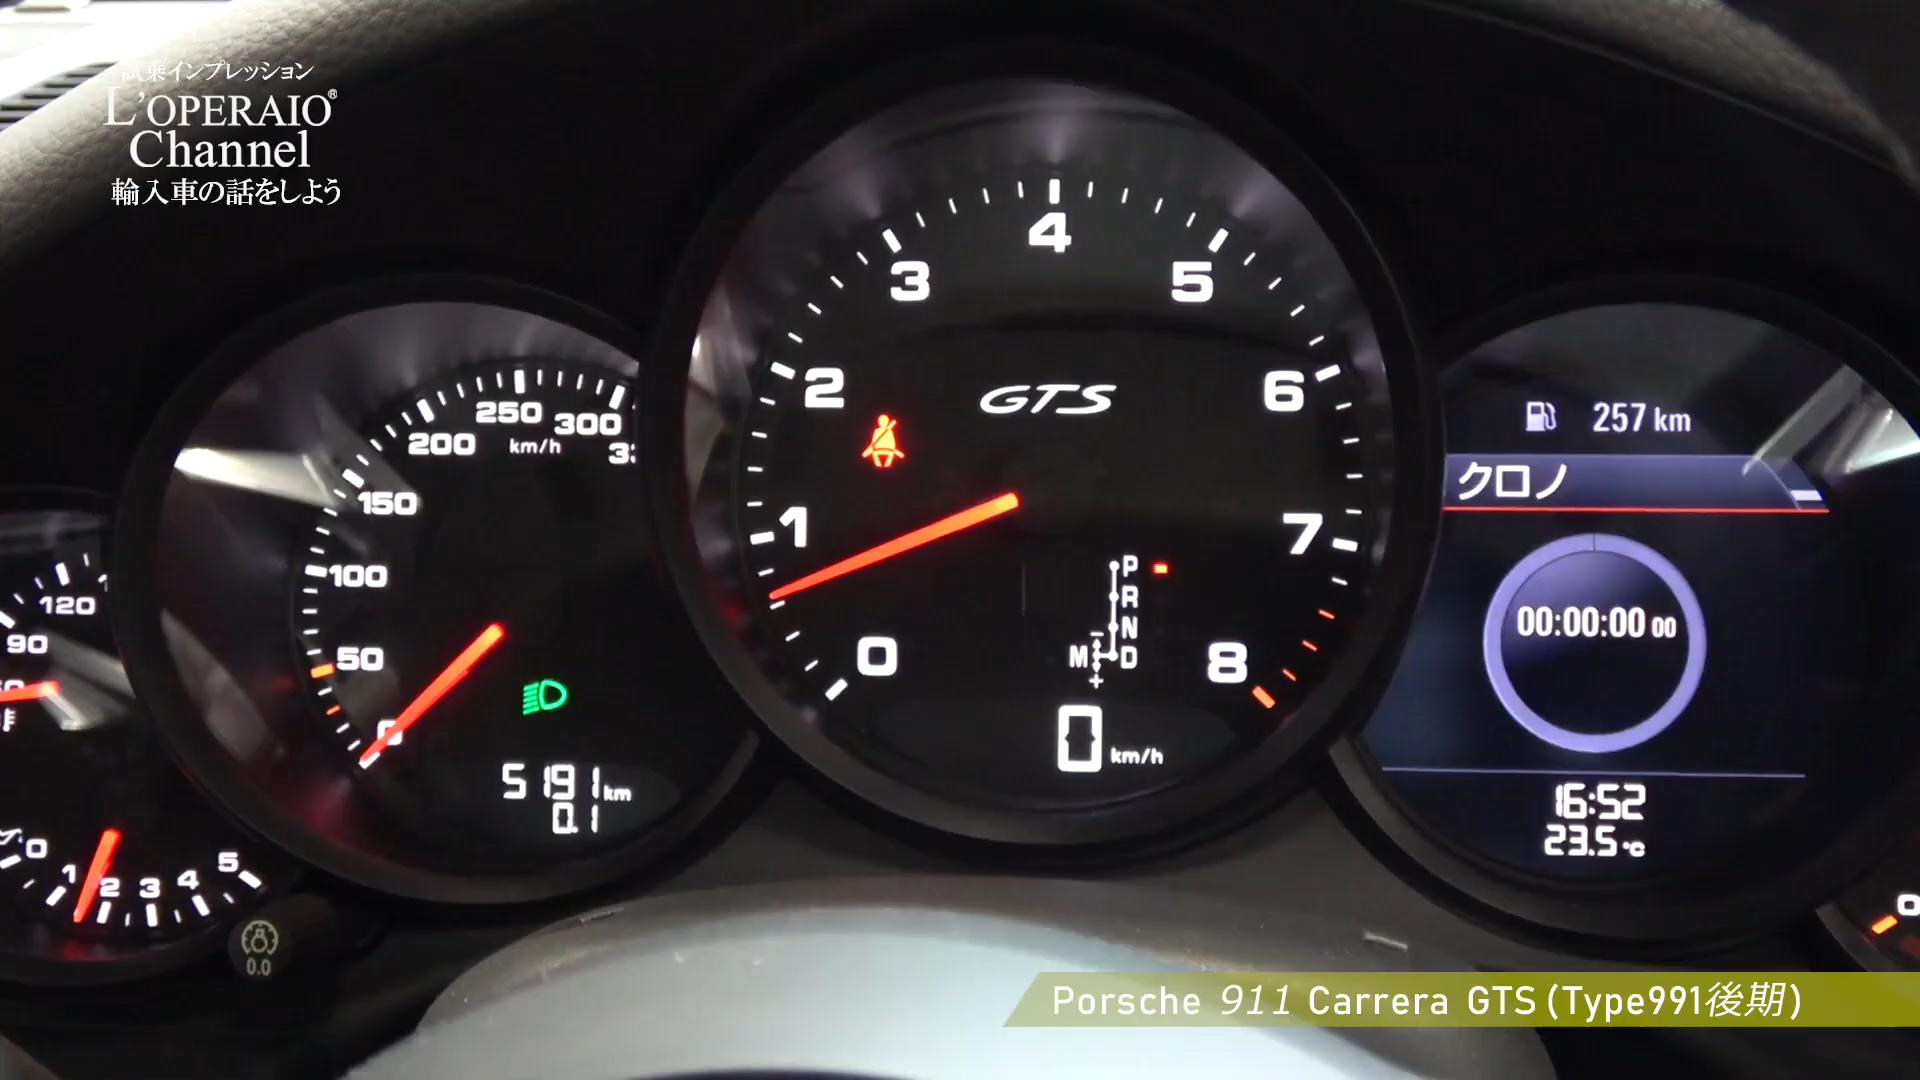 試乗インプレッション
L'OPERAIO®
Channel
輸入車の話をしよう
120
90
0 1 2 3 4 5
0.0
0 50 100 150 200 250 300
km/h
5191 km
0.1
0 1 2 3 4 5 6 7 8
GTS
P
R
N
M D
0 km/h
257 km
クロノ
00:00:00 00
16:52
23.5 °C
0
Porsche 911 Carrera GTS (Type991後期)